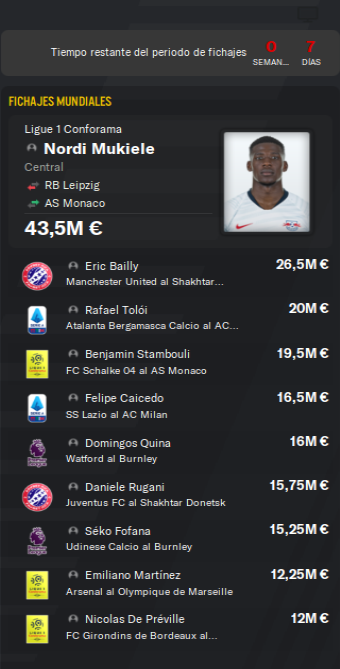 Tiempo restante del periodo de fichajes
0 7
SEMAN... DÍAS
FICHAJES MUNDIALES
Ligue 1 Conforama
Nordi Mukiele
Central
RB Leipzig
AS Monaco
43,5M €
Eric Bailly 26,5M €
Manchester United al Shakhtar...
Rafael Tolói 20M €
Atalanta Bergamasca Calcio al AC...
Benjamin Stambouli 19,5M €
FC Schalke 04 al AS Monaco
Felipe Caicedo 16,5M €
SS Lazio al AC Milan
Domingos Quina 16M €
Watford al Burnley
Daniele Rugani 15,75M €
Juventus FC al Shakhtar Donetsk
Séko Fofana 15,25M €
Udinese Calcio al Burnley
Emiliano Martínez 12,25M €
Arsenal al Olympique de Marseille
Nicolas De Préville 12M €
FC Girondins de Bordeaux al...